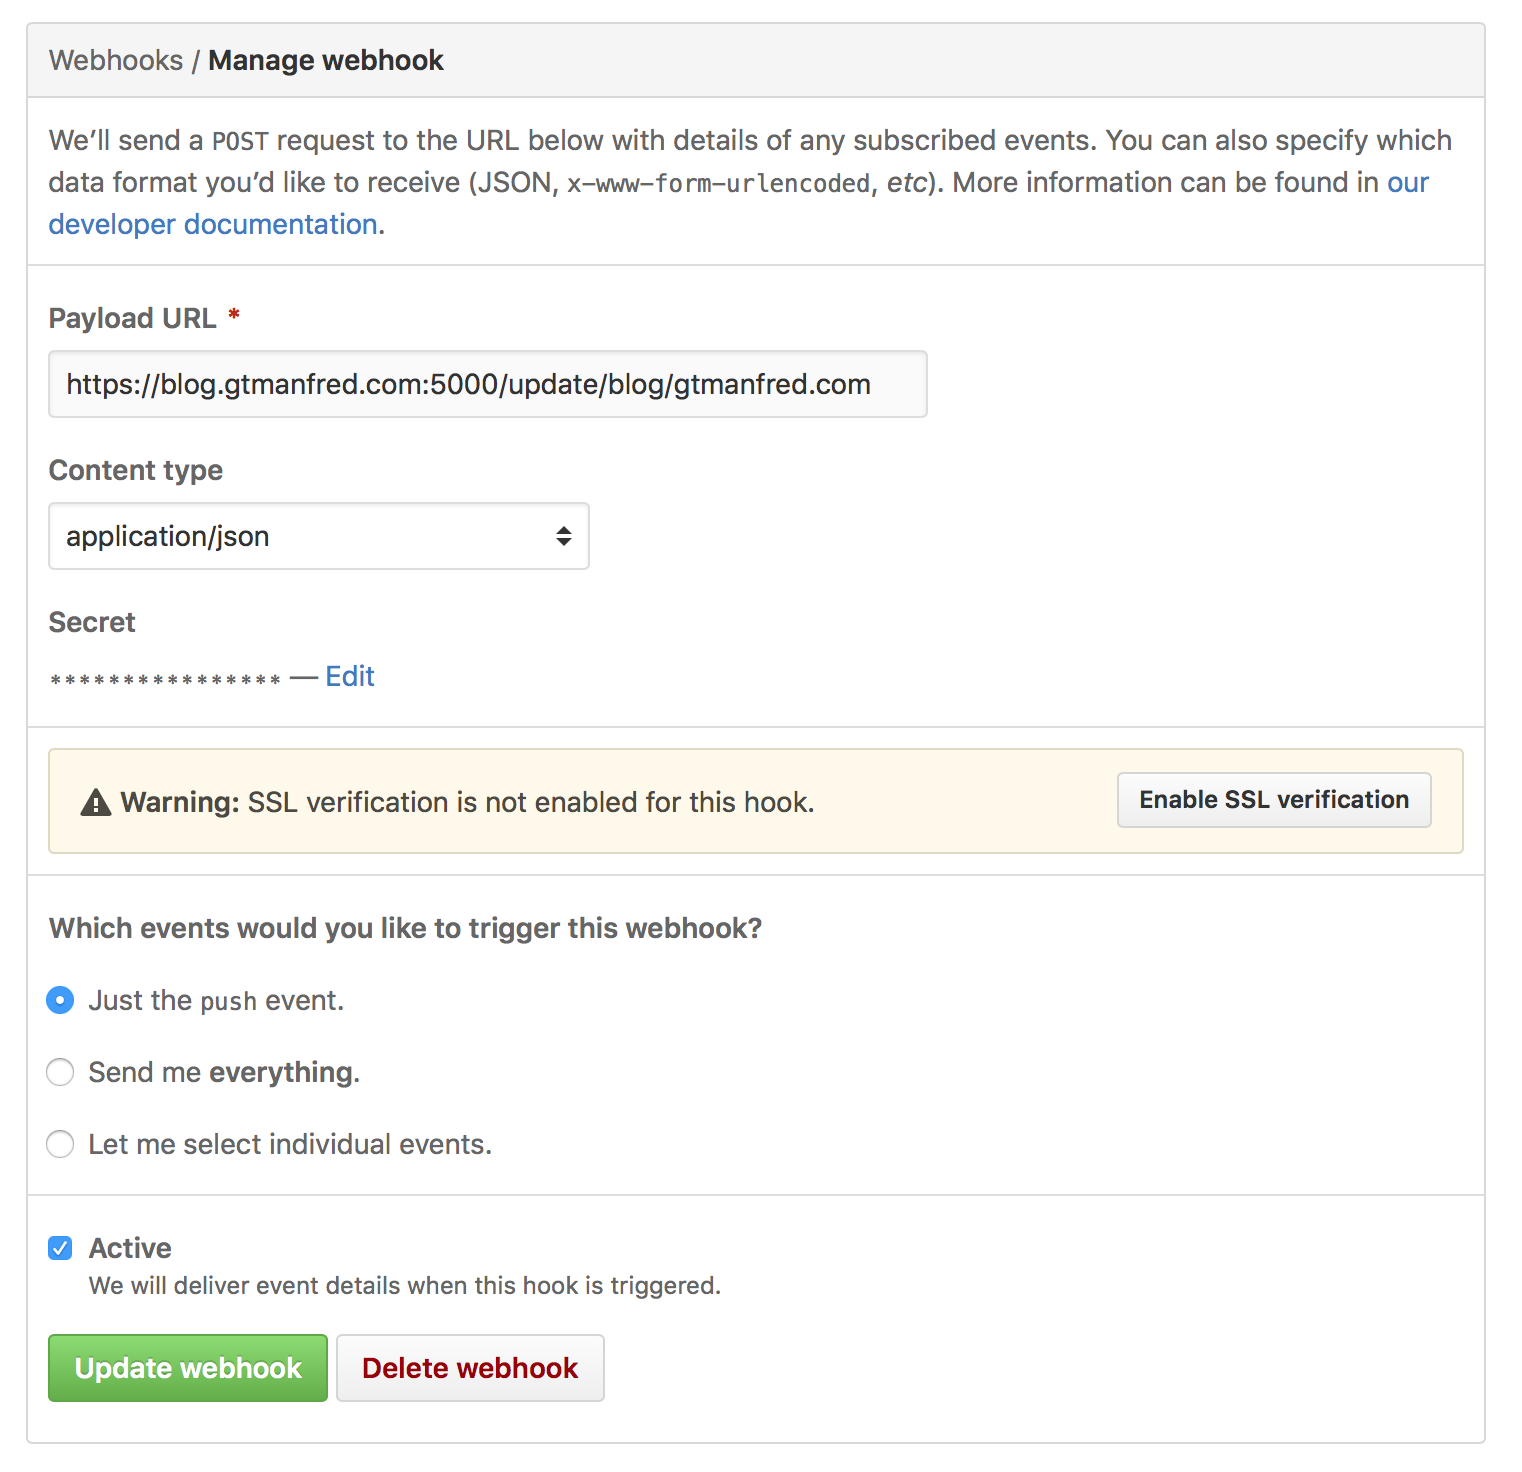 Webhooks / Manage webhook
We’ll send a POST request to the URL below with details of any subscribed events. You can also specify which
data format you’d like to receive (JSON, x-www-form-urlencoded, etc). More information can be found in our
developer documentation.
Payload URL *
https://blog.gtmanfred.com:5000/update/blog/gtmanfred.com
Content type
application/json
Secret
**************** — Edit
Warning: SSL verification is not enabled for this hook.
Enable SSL verification
Which events would you like to trigger this webhook?
Just the push event.
Send me everything.
Let me select individual events.
Active
We will deliver event details when this hook is triggered.
Update webhook
Delete webhook